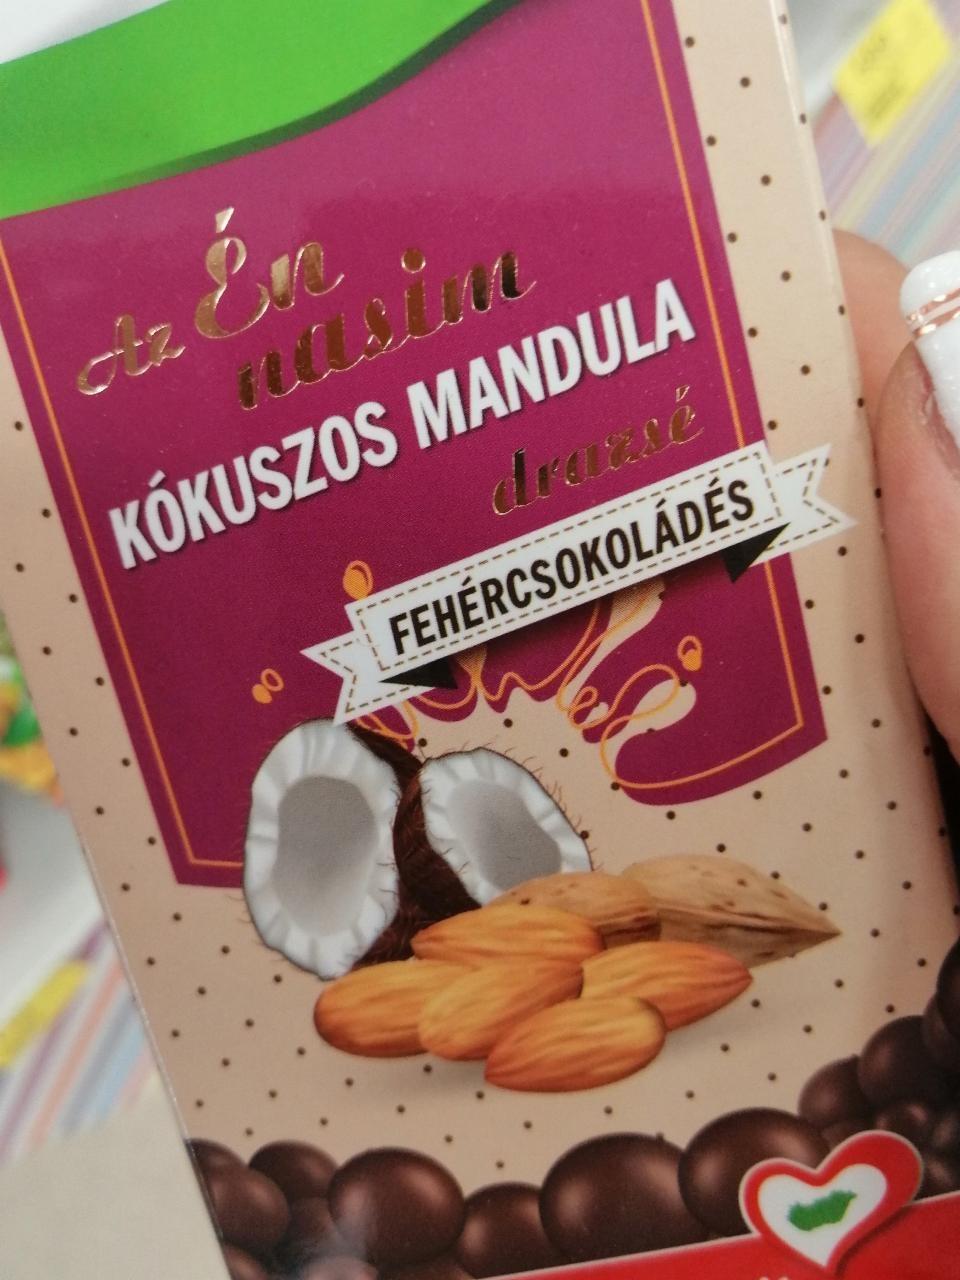 Az Én
nasim
KÓKUSZOS MANDULA
drazsé
FEHÉRCSOKOLÁDÉS